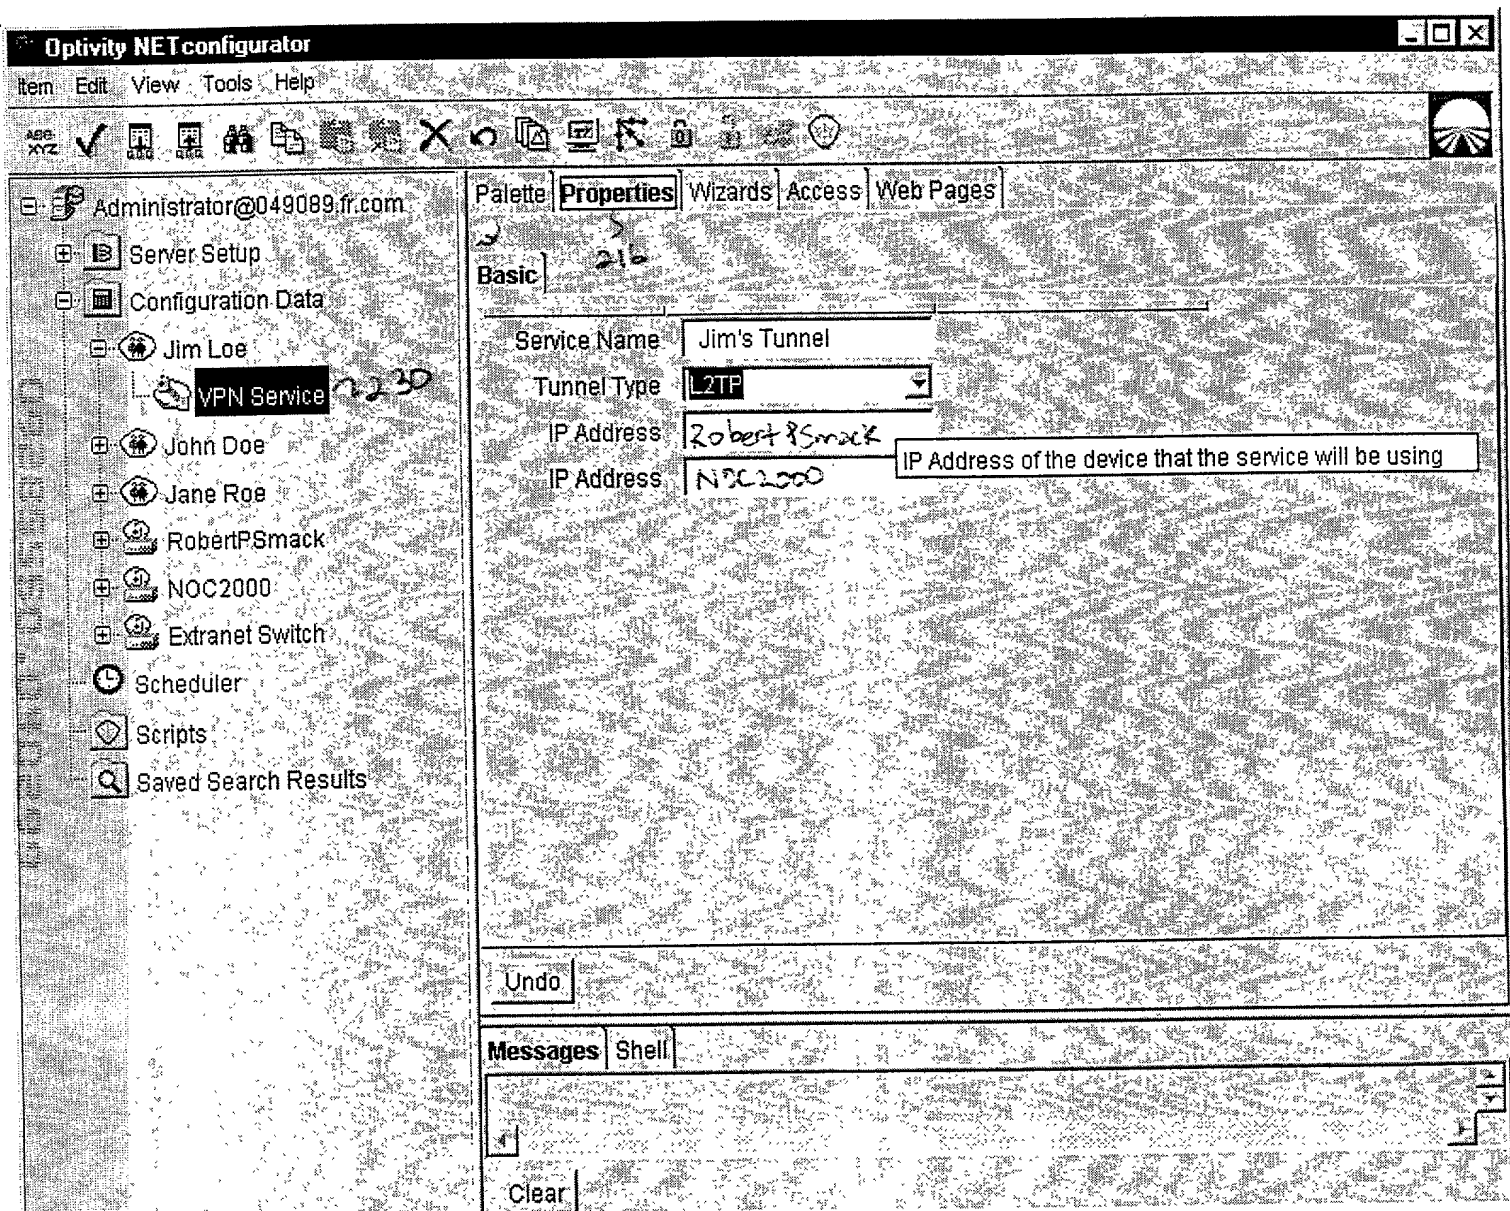 Optivity NETconfigurator
Item Edit View Tools Help
ABC
XYZ
Palette Properties Wizards Access Web Pages
216
Basic
Administrator@049089.fr.com
Server Setup
Configuration Data
Jim Loe
VPN Service 230
John Doe
Jane Roe
RobertPSmack
NOC2000
Extranet Switch
Scheduler
Scripts
Saved Search Results
Service Name Jim's Tunnel
Tunnel Type L2TP
IP Address RobertPSmack
IP Address of the device that the service will be using
IP Address NOC2000
Undo
Messages Shell
Clear